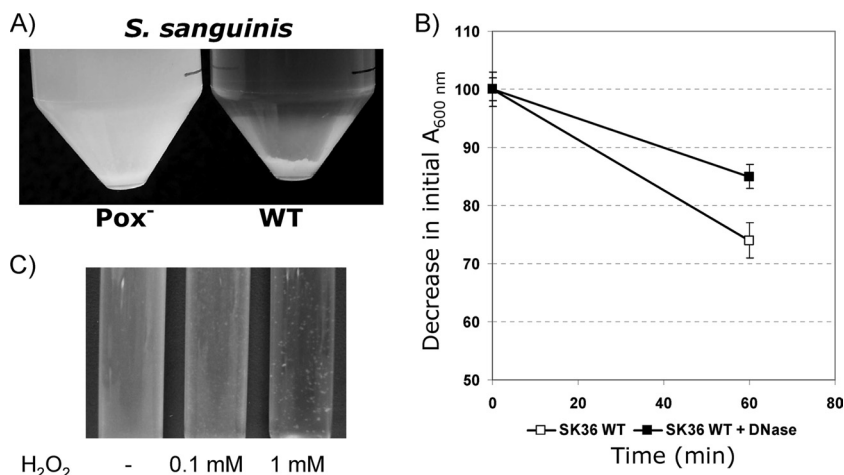 A)
S. sanguinis
Pox⁻ WT
B)
Decrease in initial A600 nm
110
100
90
80
70
60
50
0 20 40 60 80
SK36 WT SK36 WT + DNase
Time (min)
C)
H₂O₂ - 0.1 mM 1 mM